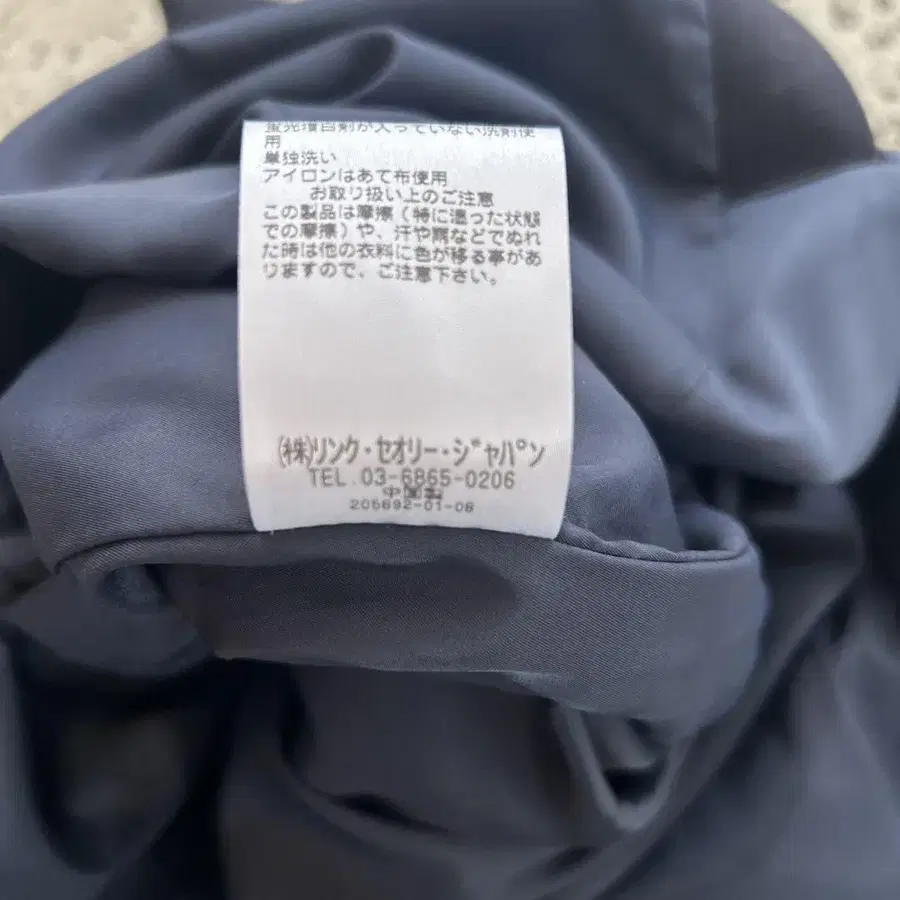 蛍光増白剤が入っていない洗剤使
用
単独洗い
アイロンはあて布使用
お取り扱い上のご注意
この製品は摩擦(特に湿った状態
での摩擦)や、汗や雨などでぬれ
た時は他の衣料に色が移る事があ
りますので、ご注意下さい。
(株)リンク・セオリー・ジャパン
TEL.03-6865-0206
中国製
205692-01-06